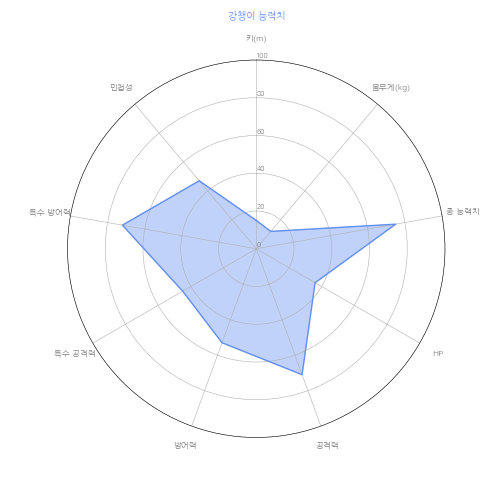 강챙이 능력치
키(m)
몸무게(kg)
총 능력치
HP
공격력
방어력
특수 공격력
특수 방어력
민첩성
100
80
60
40
20
0